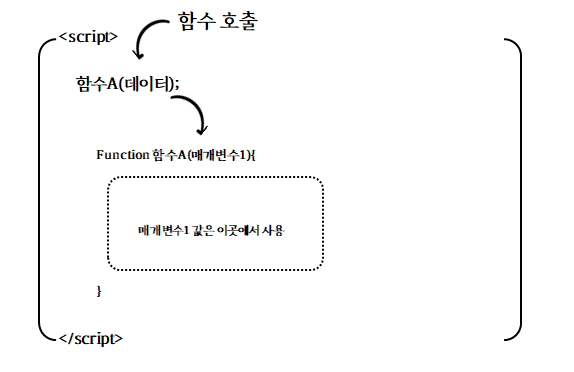 함수 호출
<script>
함수A(데이터);
Function 함수A(매개변수1){
매개변수1 값은 이곳에서 사용
}
</script>